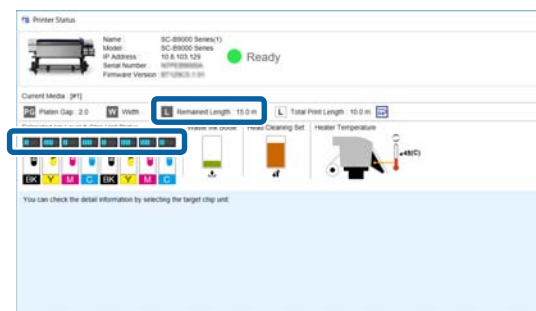 Printer Status
Name : SC-B9000 Series(1)
Model : SC-B9000 Series
IP Address : 10.8.103.129
Serial Number :
Firmware Version :
Ready
Current Media : [#1]
PG Platen Gap : 2.0 W Width : L Remained Length : 15.0 m L Total Print Length : 10.0 m
Waste Ink Bottle Head Cleaning Set Heater Temperature
45(C)
BK Y M C BK Y M C
You can check the detail information by selecting the target chip unit.